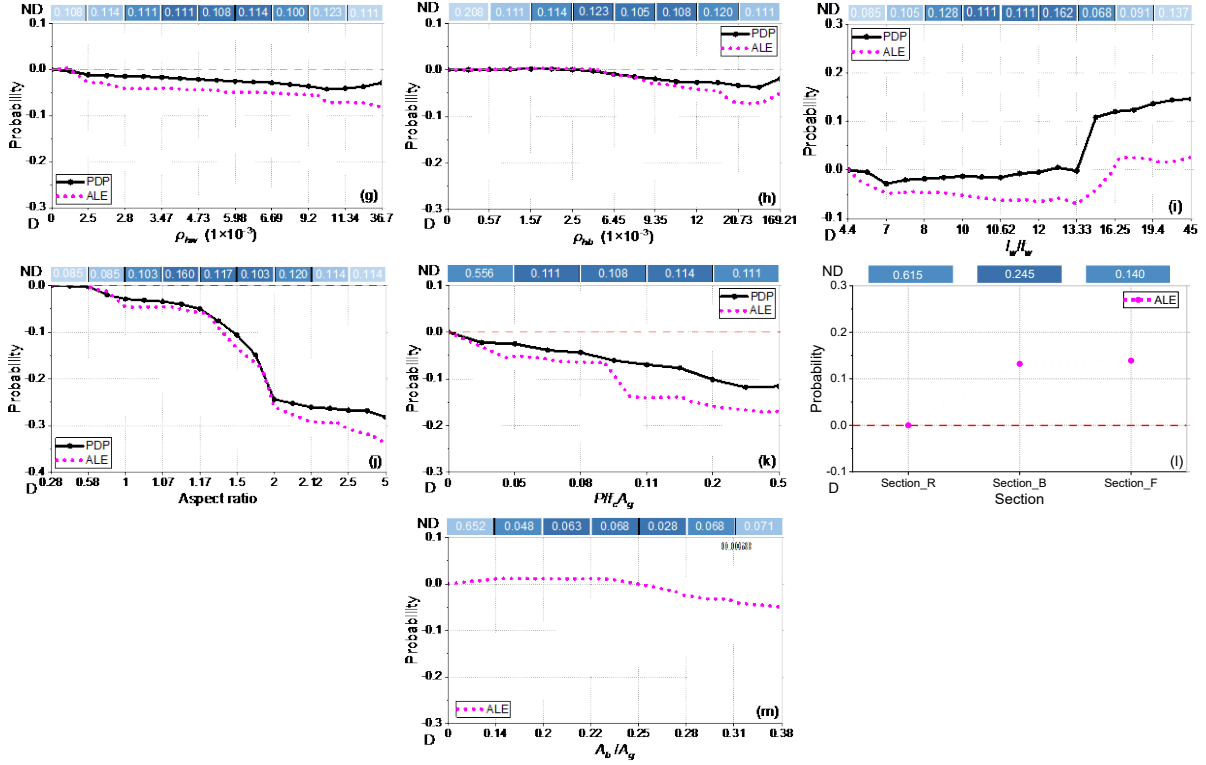 ND 0.108 0.114 0.111 0.111 0.108 0.114 0.100 0.123 0.111
0.1
0.0
-0.1
-0.2
-0.3
Probability
PDP
ALE
(g)
D
0 2.5 2.8 3.47 4.73 5.98 6.69 9.2 11.34 36.7
ρhw (1×10⁻³)
ND 0.208 0.111 0.114 0.123 0.105 0.108 0.120 0.111
0.1
0.0
-0.1
-0.2
-0.3
Probability
PDP
ALE
(h)
D
0 0.57 1.57 2.5 6.45 9.35 12 20.73 169.21
ρhb (1×10⁻³)
ND 0.085 0.105 0.128 0.111 0.111 0.162 0.068 0.091 0.137
0.3
0.2
0.1
0.0
-0.1
Probability
PDP
ALE
(i)
D
4.4 7 8 10 10.62 12 13.33 16.25 19.4 45
lw/tw
ND 0.085 0.085 0.103 0.160 0.117 0.103 0.120 0.114 0.114
0.0
-0.1
-0.2
-0.3
-0.4
Probability
PDP
ALE
(j)
D
0.28 0.58 1 1.07 1.17 1.5 2 2.12 2.5 5
Aspect ratio
ND 0.556 0.111 0.108 0.114 0.111
0.1
0.0
-0.1
-0.2
-0.3
Probability
PDP
ALE
(k)
D
0 0.05 0.08 0.11 0.2 0.5
P/fcAg
ND 0.615 0.245 0.140
0.3
0.2
0.1
0.0
-0.1
Probability
ALE
(l)
D
Section_R Section_B Section_F
Section
ND 0.652 0.048 0.063 0.068 0.028 0.068 0.071
0.1
0.0
-0.1
-0.2
-0.3
Probability
ALE
(m)
D
0 0.14 0.2 0.22 0.25 0.28 0.31 0.38
Ab/Ag